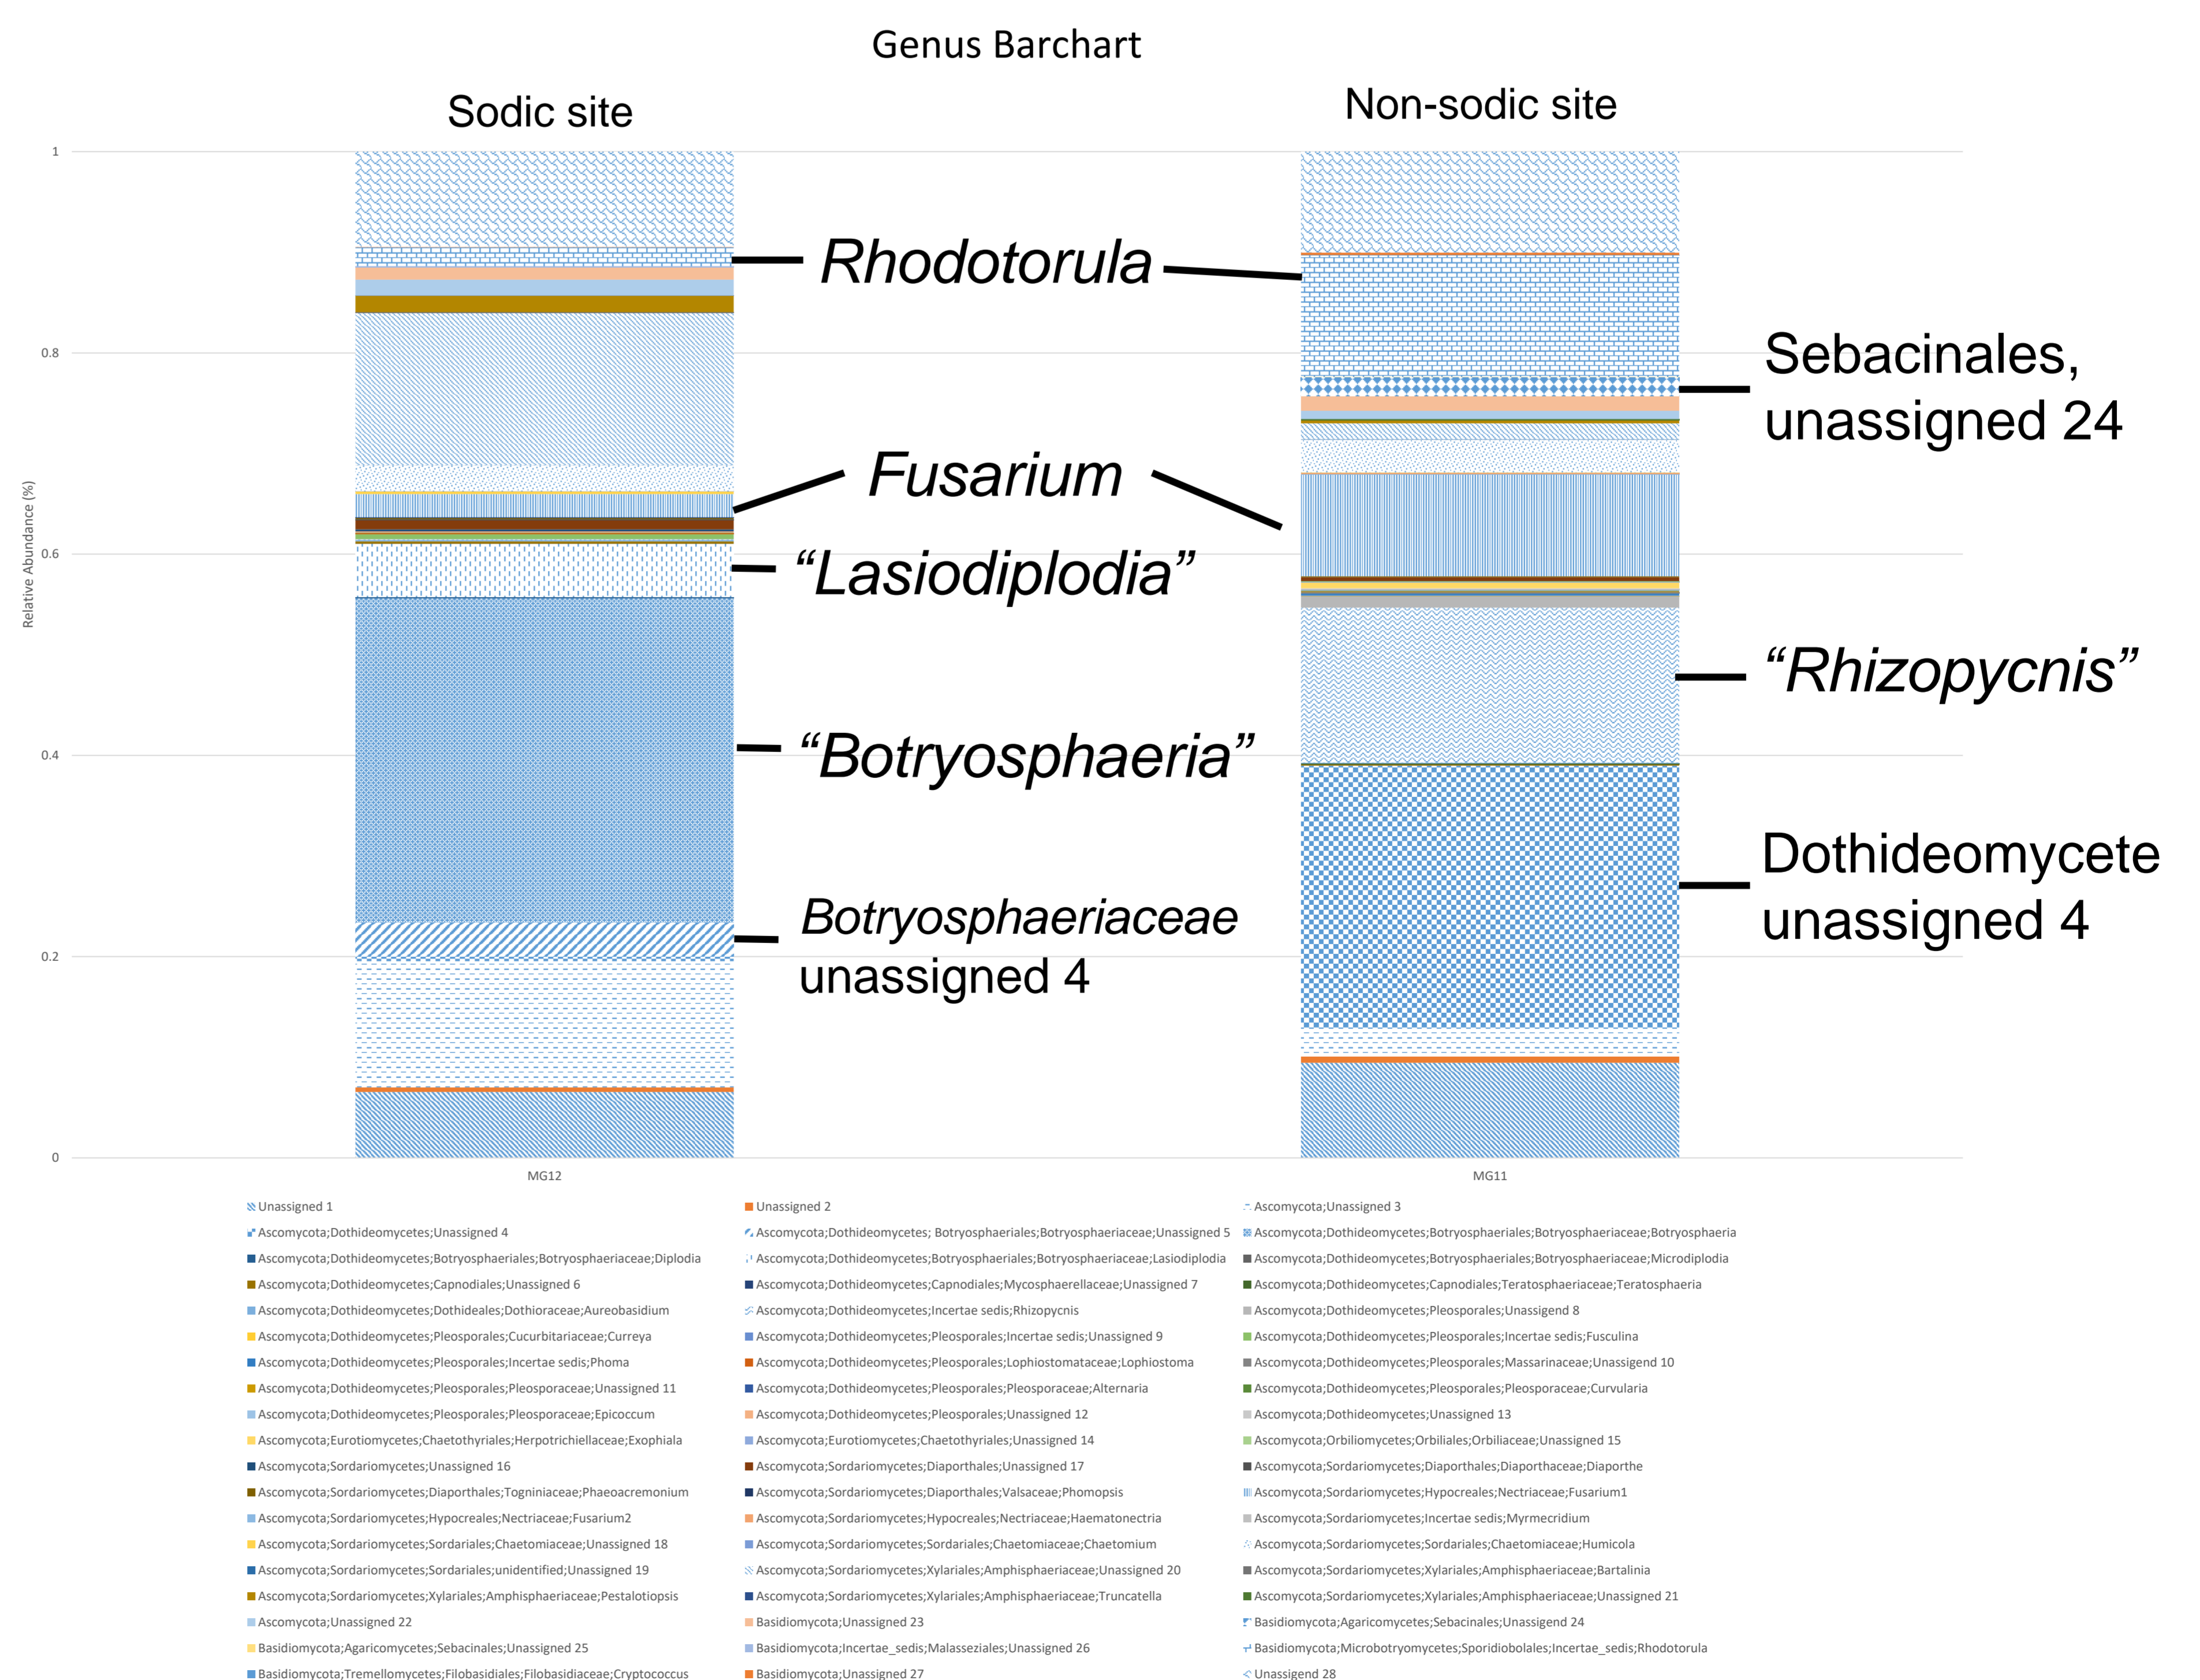 Genus Barchart
Sodic site
Non-sodic site
1
0.8
0.6
0.4
0.2
0
Relative Abundance (%)
Rhodotorula
Sebacinales,
unassigned 24
Fusarium
“Lasiodiplodia”
“Rhizopycnis”
“Botryosphaeria”
Dothideomycete
unassigned 4
Botryosphaeriaceae
unassigned 4
MG12
MG11
Unassigned 1
Unassigned 2
Ascomycota;Unassigned 3
Ascomycota;Dothideomycetes;Unassigned 4
Ascomycota;Dothideomycetes; Botryosphaeriales;Botryosphaeriaceae;Unassigned 5
Ascomycota;Dothideomycetes;Botryosphaeriales;Botryosphaeriaceae;Botryosphaeria
Ascomycota;Dothideomycetes;Botryosphaeriales;Botryosphaeriaceae;Diplodia
Ascomycota;Dothideomycetes;Botryosphaeriales;Botryosphaeriaceae;Lasiodiplodia
Ascomycota;Dothideomycetes;Botryosphaeriales;Botryosphaeriaceae;Microdiplodia
Ascomycota;Dothideomycetes;Capnodiales;Unassigned 6
Ascomycota;Dothideomycetes;Capnodiales;Mycosphaerellaceae;Unassigned 7
Ascomycota;Dothideomycetes;Capnodiales;Teratosphaeriaceae;Teratosphaeria
Ascomycota;Dothideomycetes;Dothideales;Dothioraceae;Aureobasidium
Ascomycota;Dothideomycetes;Incertae sedis;Rhizopycnis
Ascomycota;Dothideomycetes;Pleosporales;Unassigend 8
Ascomycota;Dothideomycetes;Pleosporales;Cucurbitariaceae;Curreya
Ascomycota;Dothideomycetes;Pleosporales;Incertae sedis;Unassigned 9
Ascomycota;Dothideomycetes;Pleosporales;Incertae sedis;Fusculina
Ascomycota;Dothideomycetes;Pleosporales;Incertae sedis;Phoma
Ascomycota;Dothideomycetes;Pleosporales;Lophiostomataceae;Lophiostoma
Ascomycota;Dothideomycetes;Pleosporales;Massarinaceae;Unassigend 10
Ascomycota;Dothideomycetes;Pleosporales;Pleosporaceae;Unassigned 11
Ascomycota;Dothideomycetes;Pleosporales;Pleosporaceae;Alternaria
Ascomycota;Dothideomycetes;Pleosporales;Pleosporaceae;Curvularia
Ascomycota;Dothideomycetes;Pleosporales;Pleosporaceae;Epicoccum
Ascomycota;Dothideomycetes;Pleosporales;Unassigned 12
Ascomycota;Dothideomycetes;Unassigned 13
Ascomycota;Eurotiomycetes;Chaetothyriales;Herpotrichiellaceae;Exophiala
Ascomycota;Eurotiomycetes;Chaetothyriales;Unassigned 14
Ascomycota;Orbiliomycetes;Orbiliales;Orbiliaceae;Unassigned 15
Ascomycota;Sordariomycetes;Unassigned 16
Ascomycota;Sordariomycetes;Diaporthales;Unassigned 17
Ascomycota;Sordariomycetes;Diaporthales;Diaporthaceae;Diaporthe
Ascomycota;Sordariomycetes;Diaporthales;Togniniaceae;Phaeoacremonium
Ascomycota;Sordariomycetes;Diaporthales;Valsaceae;Phomopsis
Ascomycota;Sordariomycetes;Hypocreales;Nectriaceae;Fusarium1
Ascomycota;Sordariomycetes;Hypocreales;Nectriaceae;Fusarium2
Ascomycota;Sordariomycetes;Hypocreales;Nectriaceae;Haematonectria
Ascomycota;Sordariomycetes;Incertae sedis;Myrmecridium
Ascomycota;Sordariomycetes;Sordariales;Chaetomiaceae;Unassigned 18
Ascomycota;Sordariomycetes;Sordariales;Chaetomiaceae;Chaetomium
Ascomycota;Sordariomycetes;Sordariales;Chaetomiaceae;Humicola
Ascomycota;Sordariomycetes;Sordariales;unidentified;Unassigned 19
Ascomycota;Sordariomycetes;Xylariales;Amphisphaeriaceae;Unassigned 20
Ascomycota;Sordariomycetes;Xylariales;Amphisphaeriaceae;Bartalinia
Ascomycota;Sordariomycetes;Xylariales;Amphisphaeriaceae;Pestalotiopsis
Ascomycota;Sordariomycetes;Xylariales;Amphisphaeriaceae;Truncatella
Ascomycota;Sordariomycetes;Xylariales;Amphisphaeriaceae;Unassigned 21
Ascomycota;Unassigned 22
Basidiomycota;Unassigned 23
Basidiomycota;Agaricomycetes;Sebacinales;Unassigend 24
Basidiomycota;Agaricomycetes;Sebacinales;Unassigned 25
Basidiomycota;Incertae_sedis;Malasseziales;Unassigned 26
Basidiomycota;Microbotryomycetes;Sporidiobolales;Incertae_sedis;Rhodotorula
Basidiomycota;Tremellomycetes;Filobasidiales;Filobasidiaceae;Cryptococcus
Basidiomycota;Unassigned 27
Unassigend 28